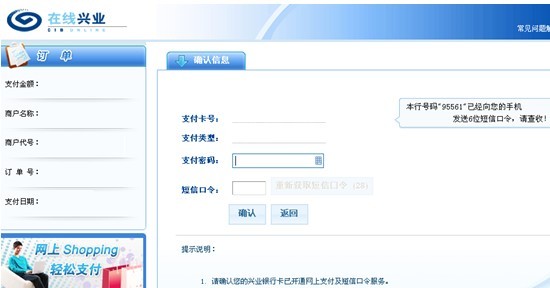 在线兴业
CIB ONLINE
常见问题解
订 单
支付金额：
商户名称：
商户代号：
订 单 号：
支付日期：
网上 Shopping
轻松支付
确认信息
本行号码"95561"已经向您的手机
发送6位短信口令，请查收！
支付卡号：
支付类型：
支付密码：
短信口令：
重新获取短信口令 (28)
确认
返回
提示说明：
1. 请确认您的兴业银行卡已开通网上支付及短信口令服务。